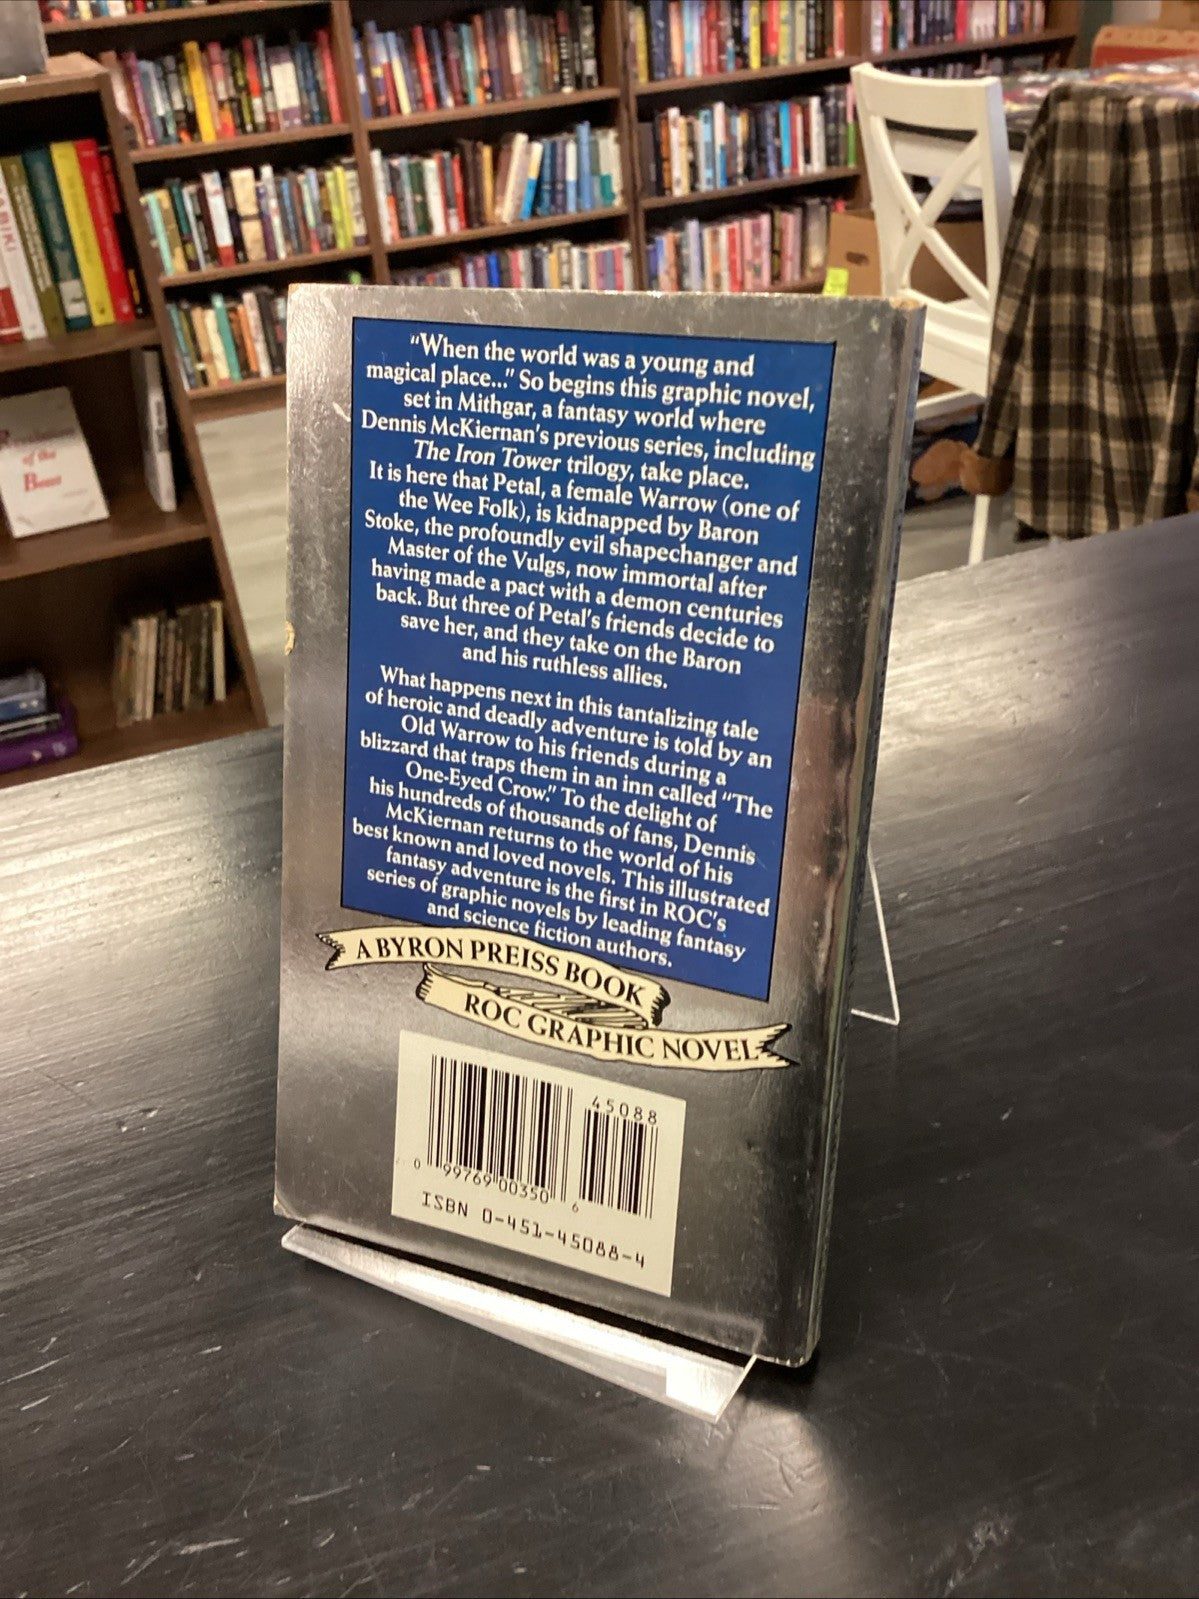 "When the world was a young and
magical place..." So begins this graphic novel,
set in Mithgar, a fantasy world where
Dennis McKiernan's previous series, including
The Iron Tower trilogy, take place.
It is here that Petal, a female Warrow (one of
the Wee Folk), is kidnapped by Baron
Stoke, the profoundly evil shapechanger and
Master of the Vulgs, now immortal after
having made a pact with a demon centuries
back. But three of Petal's friends decide to
save her, and they take on the Baron
and his ruthless allies.
What happens next in this tantalizing tale
of heroic and deadly adventure is told by an
Old Warrow to his friends during a
blizzard that traps them in an inn called "The
One-Eyed Crow." To the delight of
his hundreds of thousands of fans, Dennis
McKiernan returns to the world of his
best known and loved novels. This illustrated
fantasy adventure is the first in ROC's
series of graphic novels by leading fantasy
and science fiction authors.
A BYRON PREISS BOOK
ROC GRAPHIC NOVEL
45088
0 99769 00350 6
ISBN 0-451-45088-4
of the